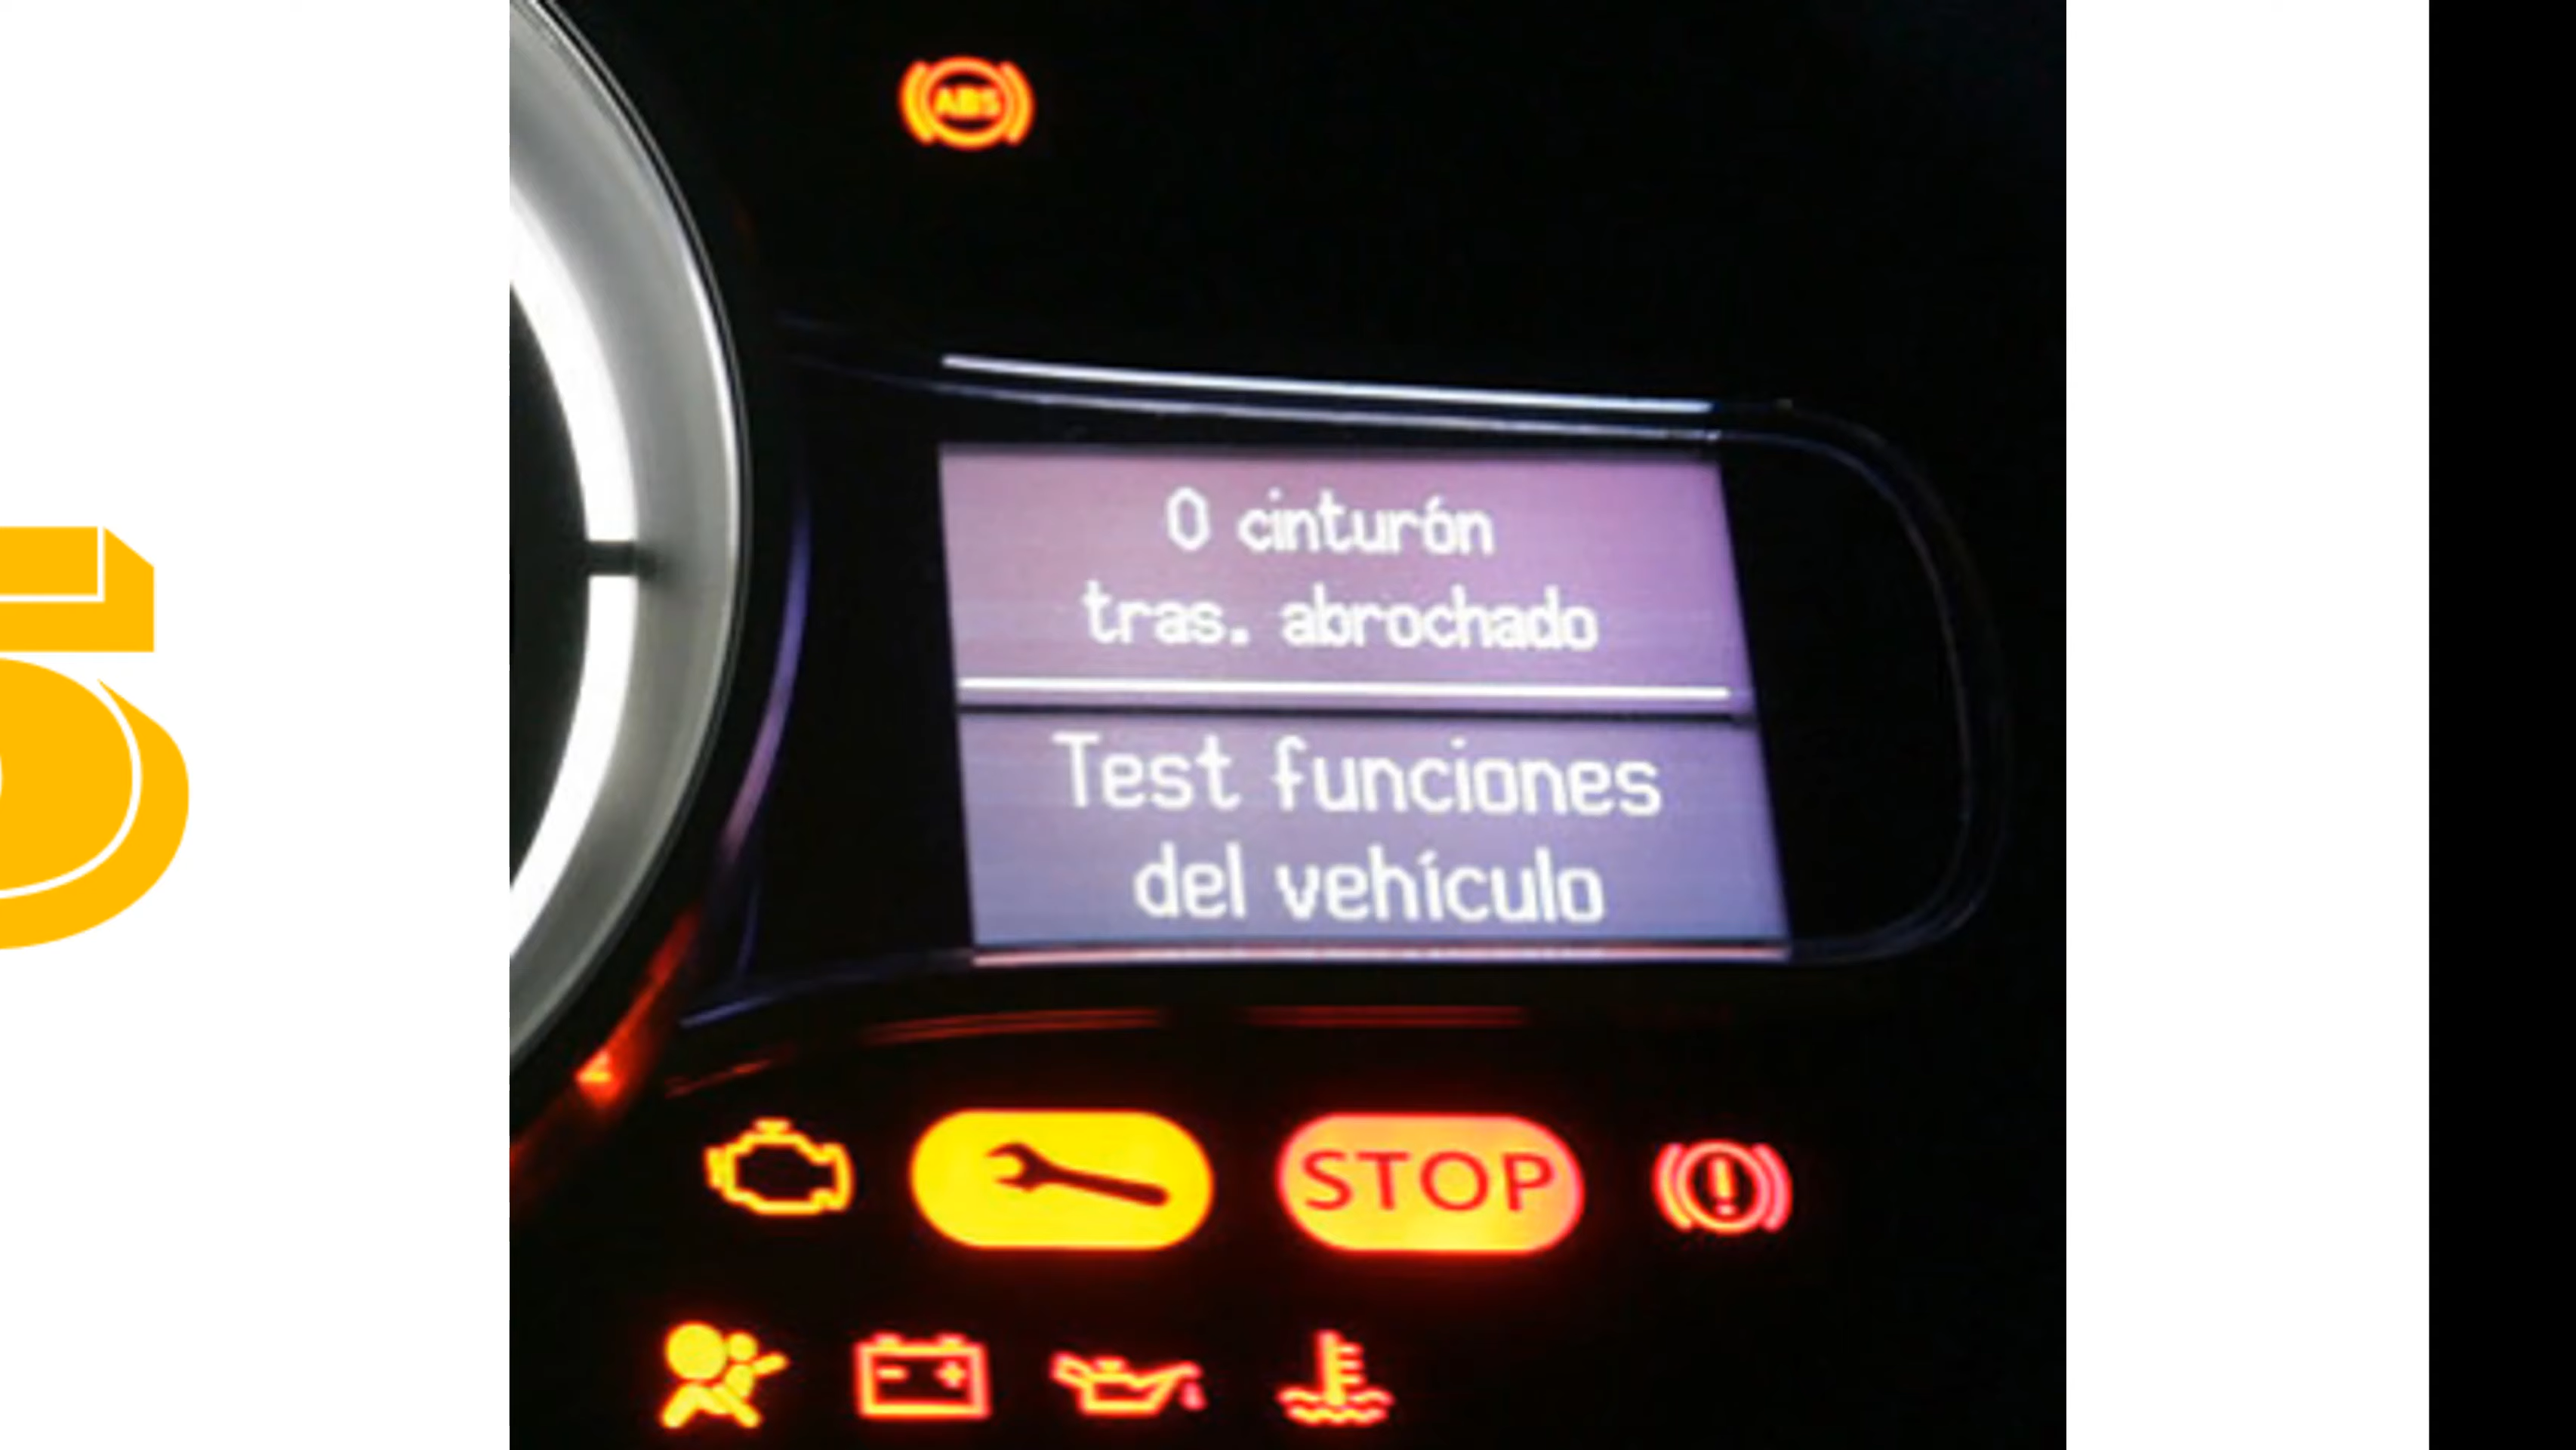 ABS
0 cinturón
tras. abrochado
Test funciones
del vehículo
STOP